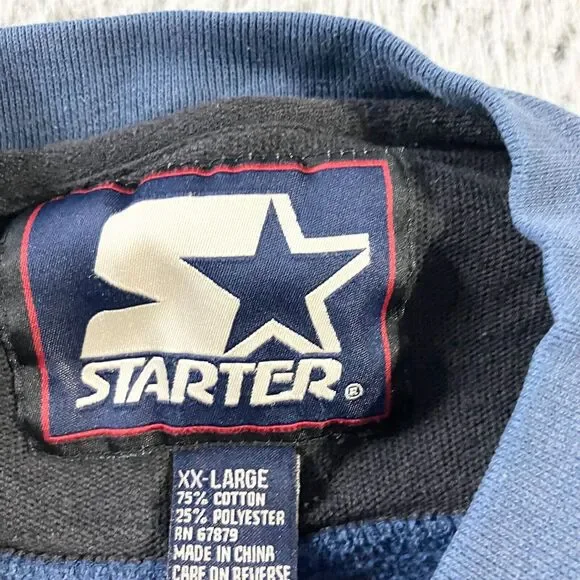 STARTER®
XX-LARGE
75% COTTON
25% POLYESTER
RN 67879
MADE IN CHINA
CARE ON REVERSE